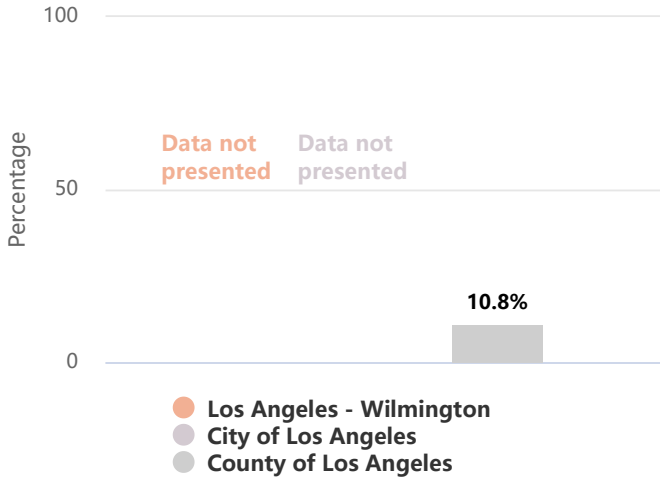 100
Percentage
Data not Data not
presented presented
50
10.8%
0
Los Angeles - Wilmington
City of Los Angeles
County of Los Angeles